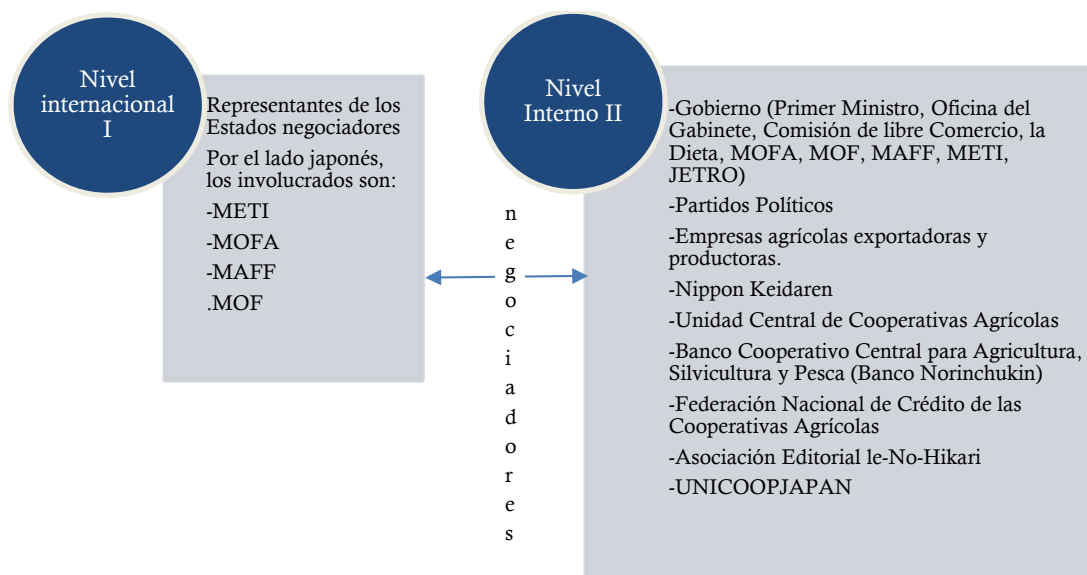 Nivel
internacional
I
Representantes de los
Estados negociadores
Por el lado japonés,
los involucrados son:
-METI
-MOFA
-MAFF
.MOF
n
e
g
o
c
i
a
d
o
r
e
s
Nivel
Interno II
-Gobierno (Primer Ministro, Oficina del
Gabinete, Comisión de libre Comercio, la
Dieta, MOFA, MOF, MAFF, METI,
JETRO)
-Partidos Políticos
-Empresas agrícolas exportadoras y
productoras.
-Nippon Keidaren
-Unidad Central de Cooperativas Agrícolas
-Banco Cooperativo Central para Agricultura,
Silvicultura y Pesca (Banco Norinchukin)
-Federación Nacional de Crédito de las
Cooperativas Agrícolas
-Asociación Editorial le-No-Hikari
-UNICOOPJAPAN